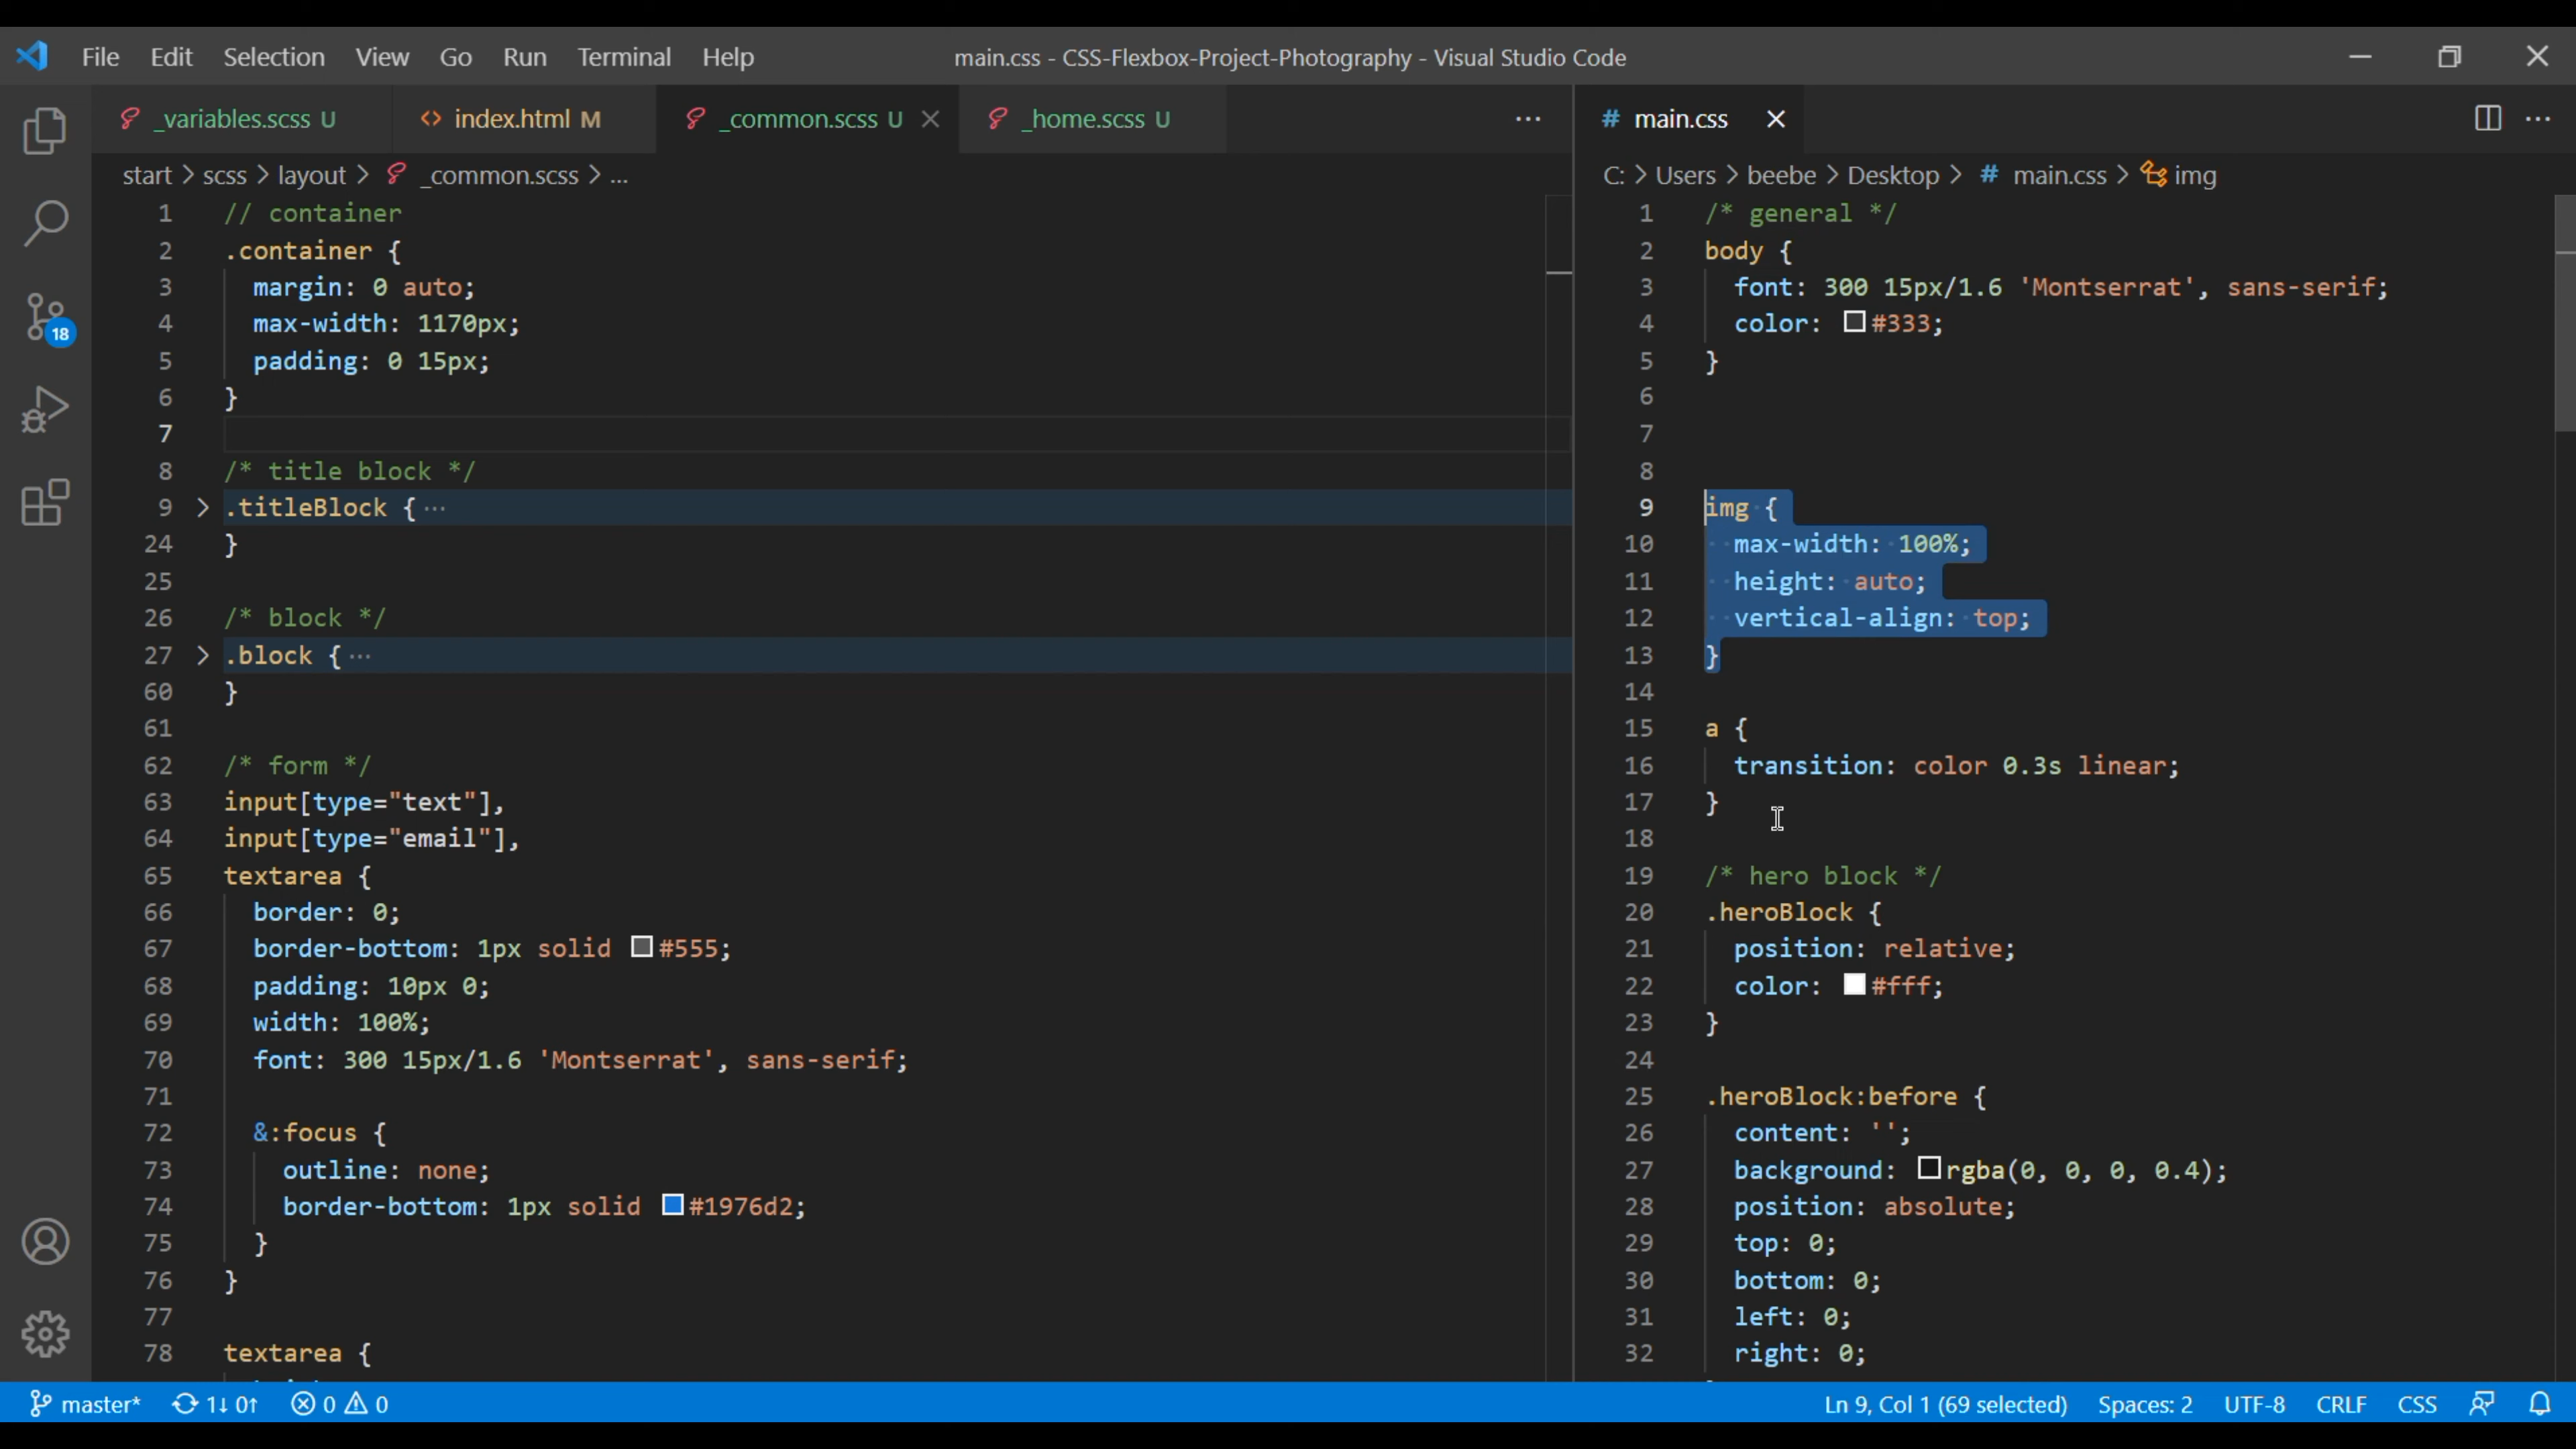 File Edit Selection View Go Run Terminal Help main.css - CSS-Flexbox-Project-Photography - Visual Studio Code
_variables.scss U index.html M _common.scss U _home.scss U
start > scss > layout > _common.scss > ...
1 // container
2 .container {
3 margin: 0 auto;
4 max-width: 1170px;
5 padding: 0 15px;
6 }
7
8 /* title block */
9 .titleBlock { ...
24 }
25
26 /* block */
27 .block { ...
60 }
61
62 /* form */
63 input[type="text"],
64 input[type="email"],
65 textarea {
66 border: 0;
67 border-bottom: 1px solid #555;
68 padding: 10px 0;
69 width: 100%;
70 font: 300 15px/1.6 'Montserrat', sans-serif;
71
72 &:focus {
73 outline: none;
74 border-bottom: 1px solid #1976d2;
75 }
76 }
77
78 textarea {
# main.css
C: > Users > beebe > Desktop > # main.css > img
1 /* general */
2 body {
3 font: 300 15px/1.6 'Montserrat', sans-serif;
4 color: #333;
5 }
6
7
8
9 img {
10 max-width: 100%;
11 height: auto;
12 vertical-align: top;
13 }
14
15 a {
16 transition: color 0.3s linear;
17 }
18
19 /* hero block */
20 .heroBlock {
21 position: relative;
22 color: #fff;
23 }
24
25 .heroBlock:before {
26 content: '';
27 background: rgba(0, 0, 0, 0.4);
28 position: absolute;
29 top: 0;
30 bottom: 0;
31 left: 0;
32 right: 0;
18
master* 1↓ 0↑ 0 0 Ln 9, Col 1 (69 selected) Spaces: 2 UTF-8 CRLF CSS